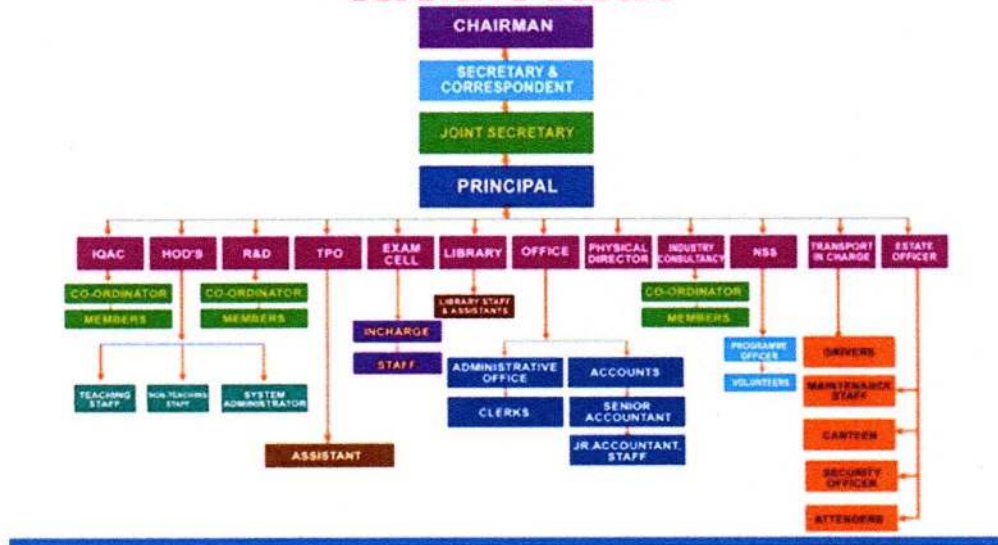 CHAIRMAN
SECRETARY &
CORRESPONDENT
JOINT SECRETARY
PRINCIPAL
IQAC
HOD'S
R&D
TPO
EXAM
CELL
LIBRARY
OFFICE
PHYSICAL
DIRECTOR
INDUSTRY
CONSULTANCY
NSS
TRANSPORT
IN CHARGE
ESTATE
OFFICER
CO-ORDINATOR
MEMBERS
CO-ORDINATOR
MEMBERS
LIBRARY STAFF
& ASSISTANTS
CO-ORDINATOR
MEMBERS
INCHARGE
STAFF
PROGRAMME
OFFICER
VOLUNTEERS
DRIVERS
MAINTENANCE
STAFF
CANTEEN
SECURITY
OFFICER
ATTENDERS
TEACHING
STAFF
NON-TEACHING
STAFF
SYSTEM
ADMINISTRATOR
ADMINISTRATIVE
OFFICE
CLERKS
ACCOUNTS
SENIOR
ACCOUNTANT
JR.ACCOUNTANT.
STAFF
ASSISTANT